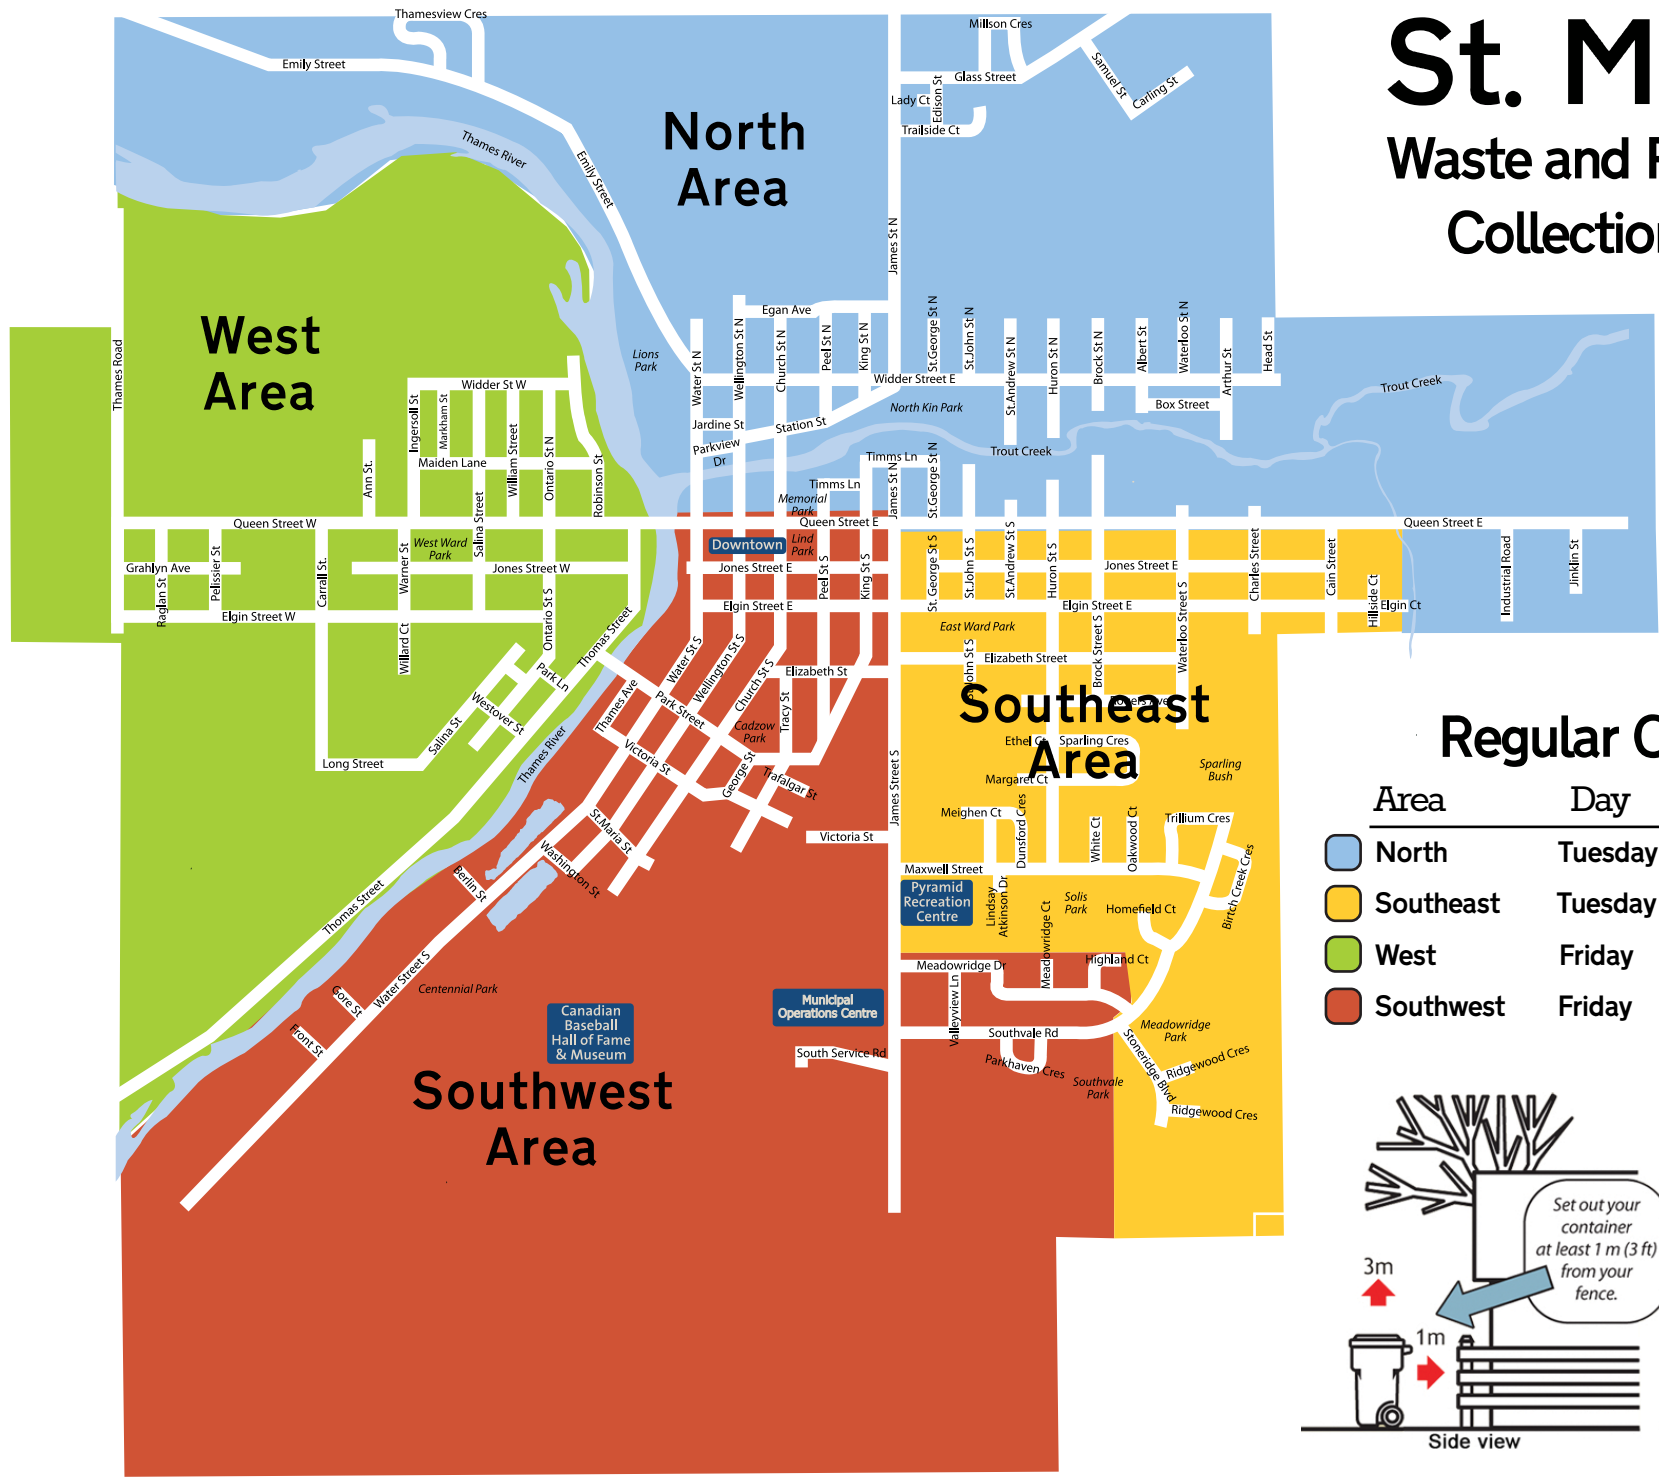 St. M
Waste and
Collection
Thamesview Cres
Emily Street
Millson Cres
Glass Street
Samuel St
Carling St
Lady Ct
Edison St
Trailside Ct
Thames River
Emily Street
North
Area
James St N
West
Area
Thames Road
Lions
Park
Egan Ave
Water St N
Wellington St N
Church St N
Peel St N
King St N
St.George St N
St.John St N
St.Andrew St N
Huron St N
Brock St N
Albert St
Waterloo St N
Arthur St
Head St
Widder Street E
Box Street
North Kin Park
Trout Creek
Trout Creek
Jardine St
Station St
Parkview
Dr
Timms Ln
Timms Ln
James St N
St.George St N
Memorial
Park
Widder St W
Ingersoll St
Markham St
William Street
Ontario St N
Maiden Lane
Robinson St
Ann St.
Salina Street
Queen Street W
Queen Street E
Queen Street E
West Ward
Park
Downtown
Lind
Park
Grahlyn Ave
Raglan St
Pelissier St
Carrall St.
Warner St
Jones Street W
Jones Street E
Jones Street E
Peel St S
King St S
St. George St S
St.John St S
St.Andrew St S
Huron St S
Charles Street
Cain Street
Hillside Ct
Industrial Road
Jinklin St
Elgin Street W
Elgin Street E
Elgin Street E
Elgin Ct
Willard Ct
Ontario St S
Thomas Street
East Ward Park
Brock Street S
Waterloo Street S
Elizabeth St
Elizabeth Street
St.John St S
Southeast
Area
Rogers Ave
Ethel Ct
Sparling Cres
Margaret Ct
Sparling
Bush
Park Ln
Westover St
Salina St
Long Street
Thames River
Thames Ave
Water St S
Wellington St S
Church St S
Park Street
Tracy St
Cadzow
Park
Victoria St
George St
Trafalgar St
St.Maria St
Washington St
Berlin St
Victoria St
James Street S
Meighen Ct
Dunsford Cres
White Ct
Oakwood Ct
Trillium Cres
Birtch Creek Cres
Maxwell Street
Pyramid
Recreation
Centre
Lindsay
Atkinson Dr
Solis
Park
Meadowridge Ct
Homefield Ct
Highland Ct
Meadowridge Dr
Valleyview Ln
Southvale Rd
Parkhaven Cres
Southvale
Park
Meadowridge
Park
Stoneridge Blvd
Ridgewood Cres
Ridgewood Cres
Thomas Street
Water Street S
Gore St
Front St
Centennial Park
Canadian
Baseball
Hall of Fame
& Museum
Municipal
Operations Centre
South Service Rd
Southwest
Area
Regular
Area Day
North Tuesday
Southeast Tuesday
West Friday
Southwest Friday
Set out your
container
at least 1 m (3 ft)
from your
fence.
3m
1m
Side view